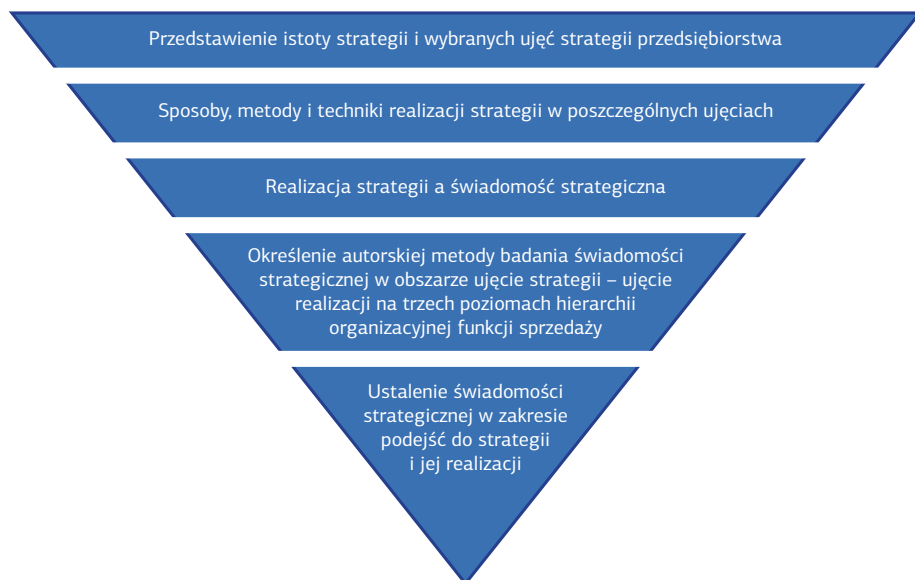 Przedstawienie istoty strategii i wybranych ujęć strategii przedsiębiorstwa
Sposoby, metody i techniki realizacji strategii w poszczególnych ujęciach
Realizacja strategii a świadomość strategiczna
Określenie autorskiej metody badania świadomości
strategicznej w obszarze ujęcie strategii – ujęcie
realizacji na trzech poziomach hierarchii
organizacyjnej funkcji sprzedaży
Ustalenie świadomości
strategicznej w zakresie
podejść do strategii
i jej realizacji